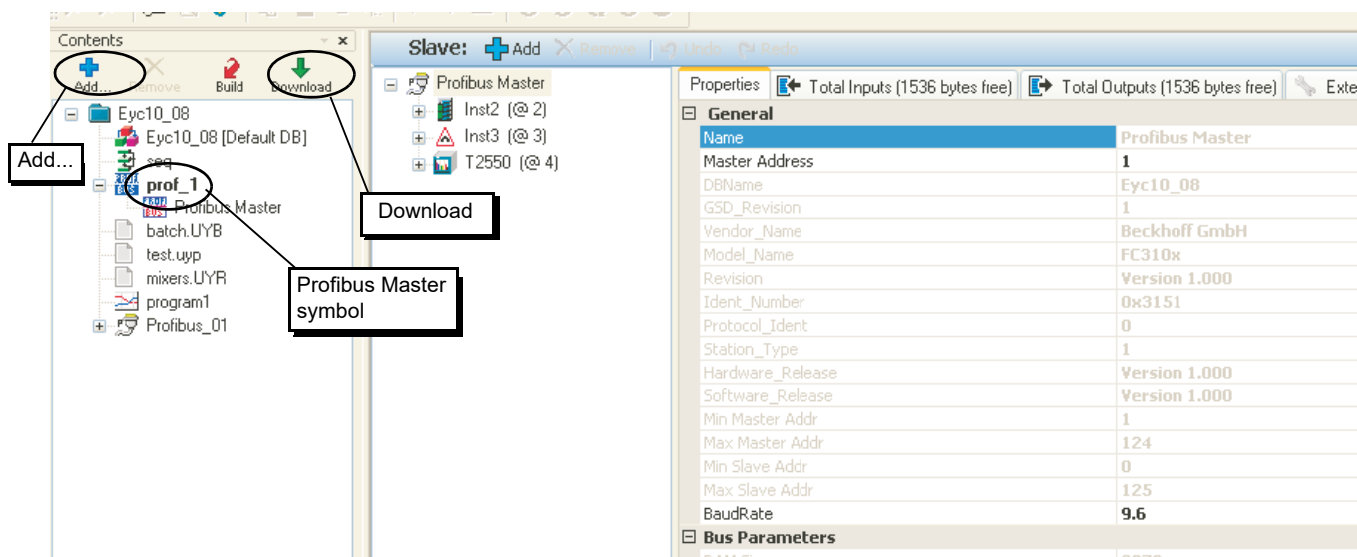 Contents
Add... Remove Build Download
Eyc10_08
Eyc10_08 [Default DB]
seq
prof_1
Profibus Master
batch.UYB
test.uyp
mixers.UYR
program1
Profibus_01
Add...
Download
Profibus Master
symbol
Slave: Add Remove Undo Redo
Profibus Master
Inst2 (@ 2)
Inst3 (@ 3)
T2550 (@ 4)
Properties Total Inputs (1536 bytes free) Total Outputs (1536 bytes free) Exte
General
Name Profibus Master
Master Address 1
DBName Eyc10_08
GSD_Revision 1
Vendor_Name Beckhoff GmbH
Model_Name FC310x
Revision Version 1.000
Ident_Number 0x3151
Protocol_Ident 0
Station_Type 1
Hardware_Release Version 1.000
Software_Release Version 1.000
Min Master Addr 1
Max Master Addr 124
Min Slave Addr 0
Max Slave Addr 125
BaudRate 9.6
Bus Parameters